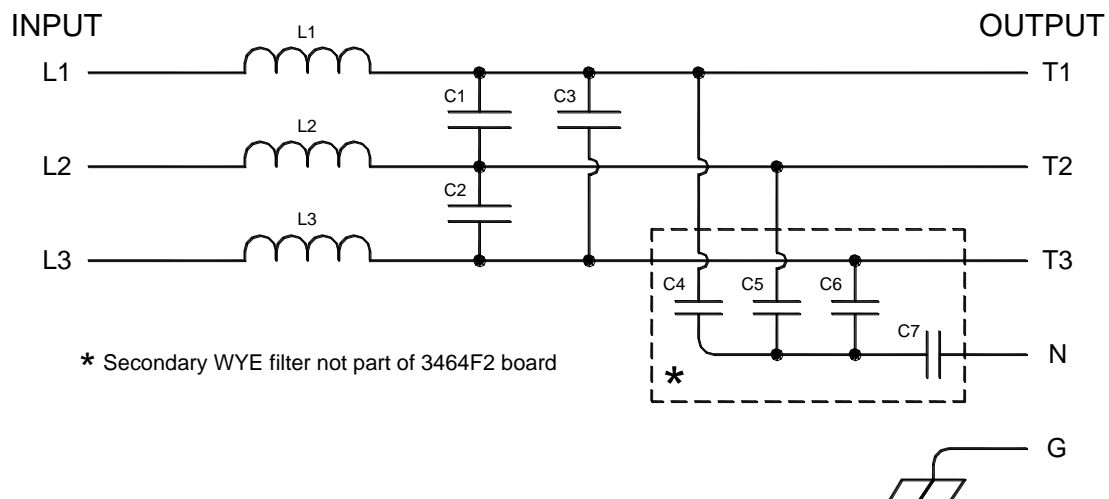 INPUT
OUTPUT
L1
L1
T1
C1
C3
L2
L2
T2
C2
L3
L3
T3
C4
C5
C6
C7
* Secondary WYE filter not part of 3464F2 board
N
*
G